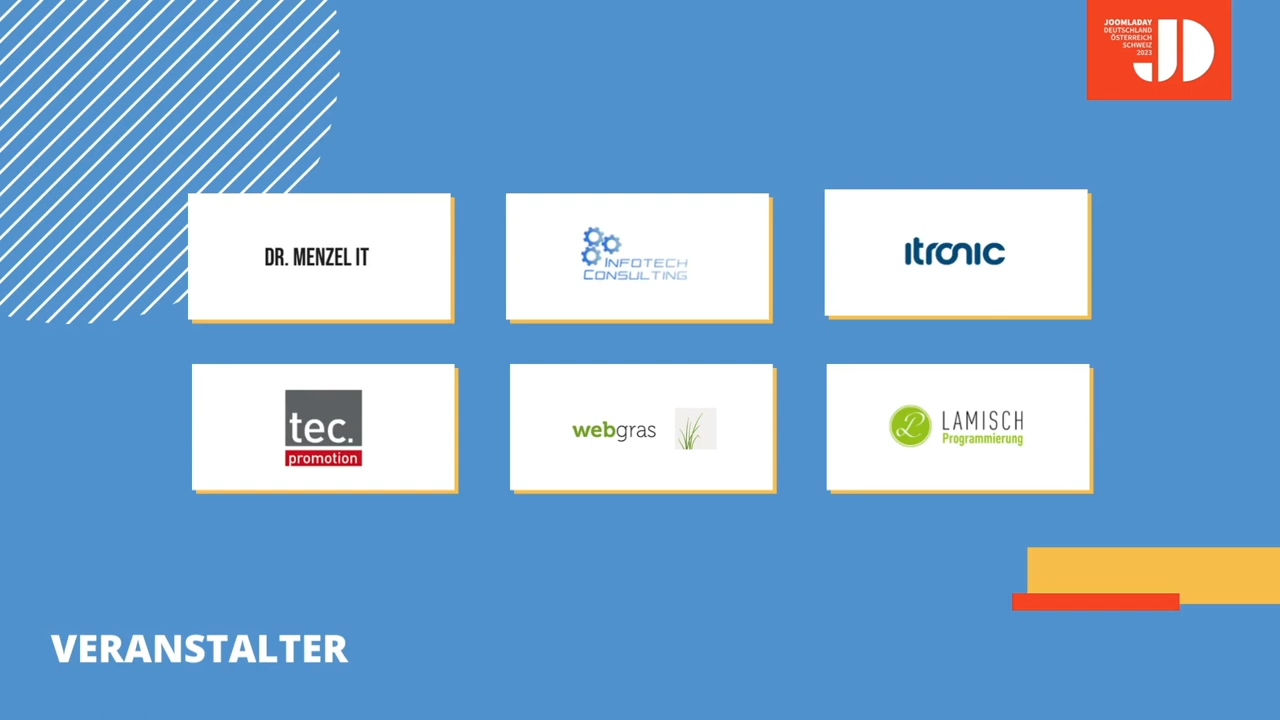 JOOMLADAY
DEUTSCHLAND
ÖSTERREICH
SCHWEIZ
2023
JD
DR. MENZEL IT
INFOTECH
CONSULTING
itronic
tec.
promotion
webgras
L
LAMISCH
Programmierung
VERANSTALTER